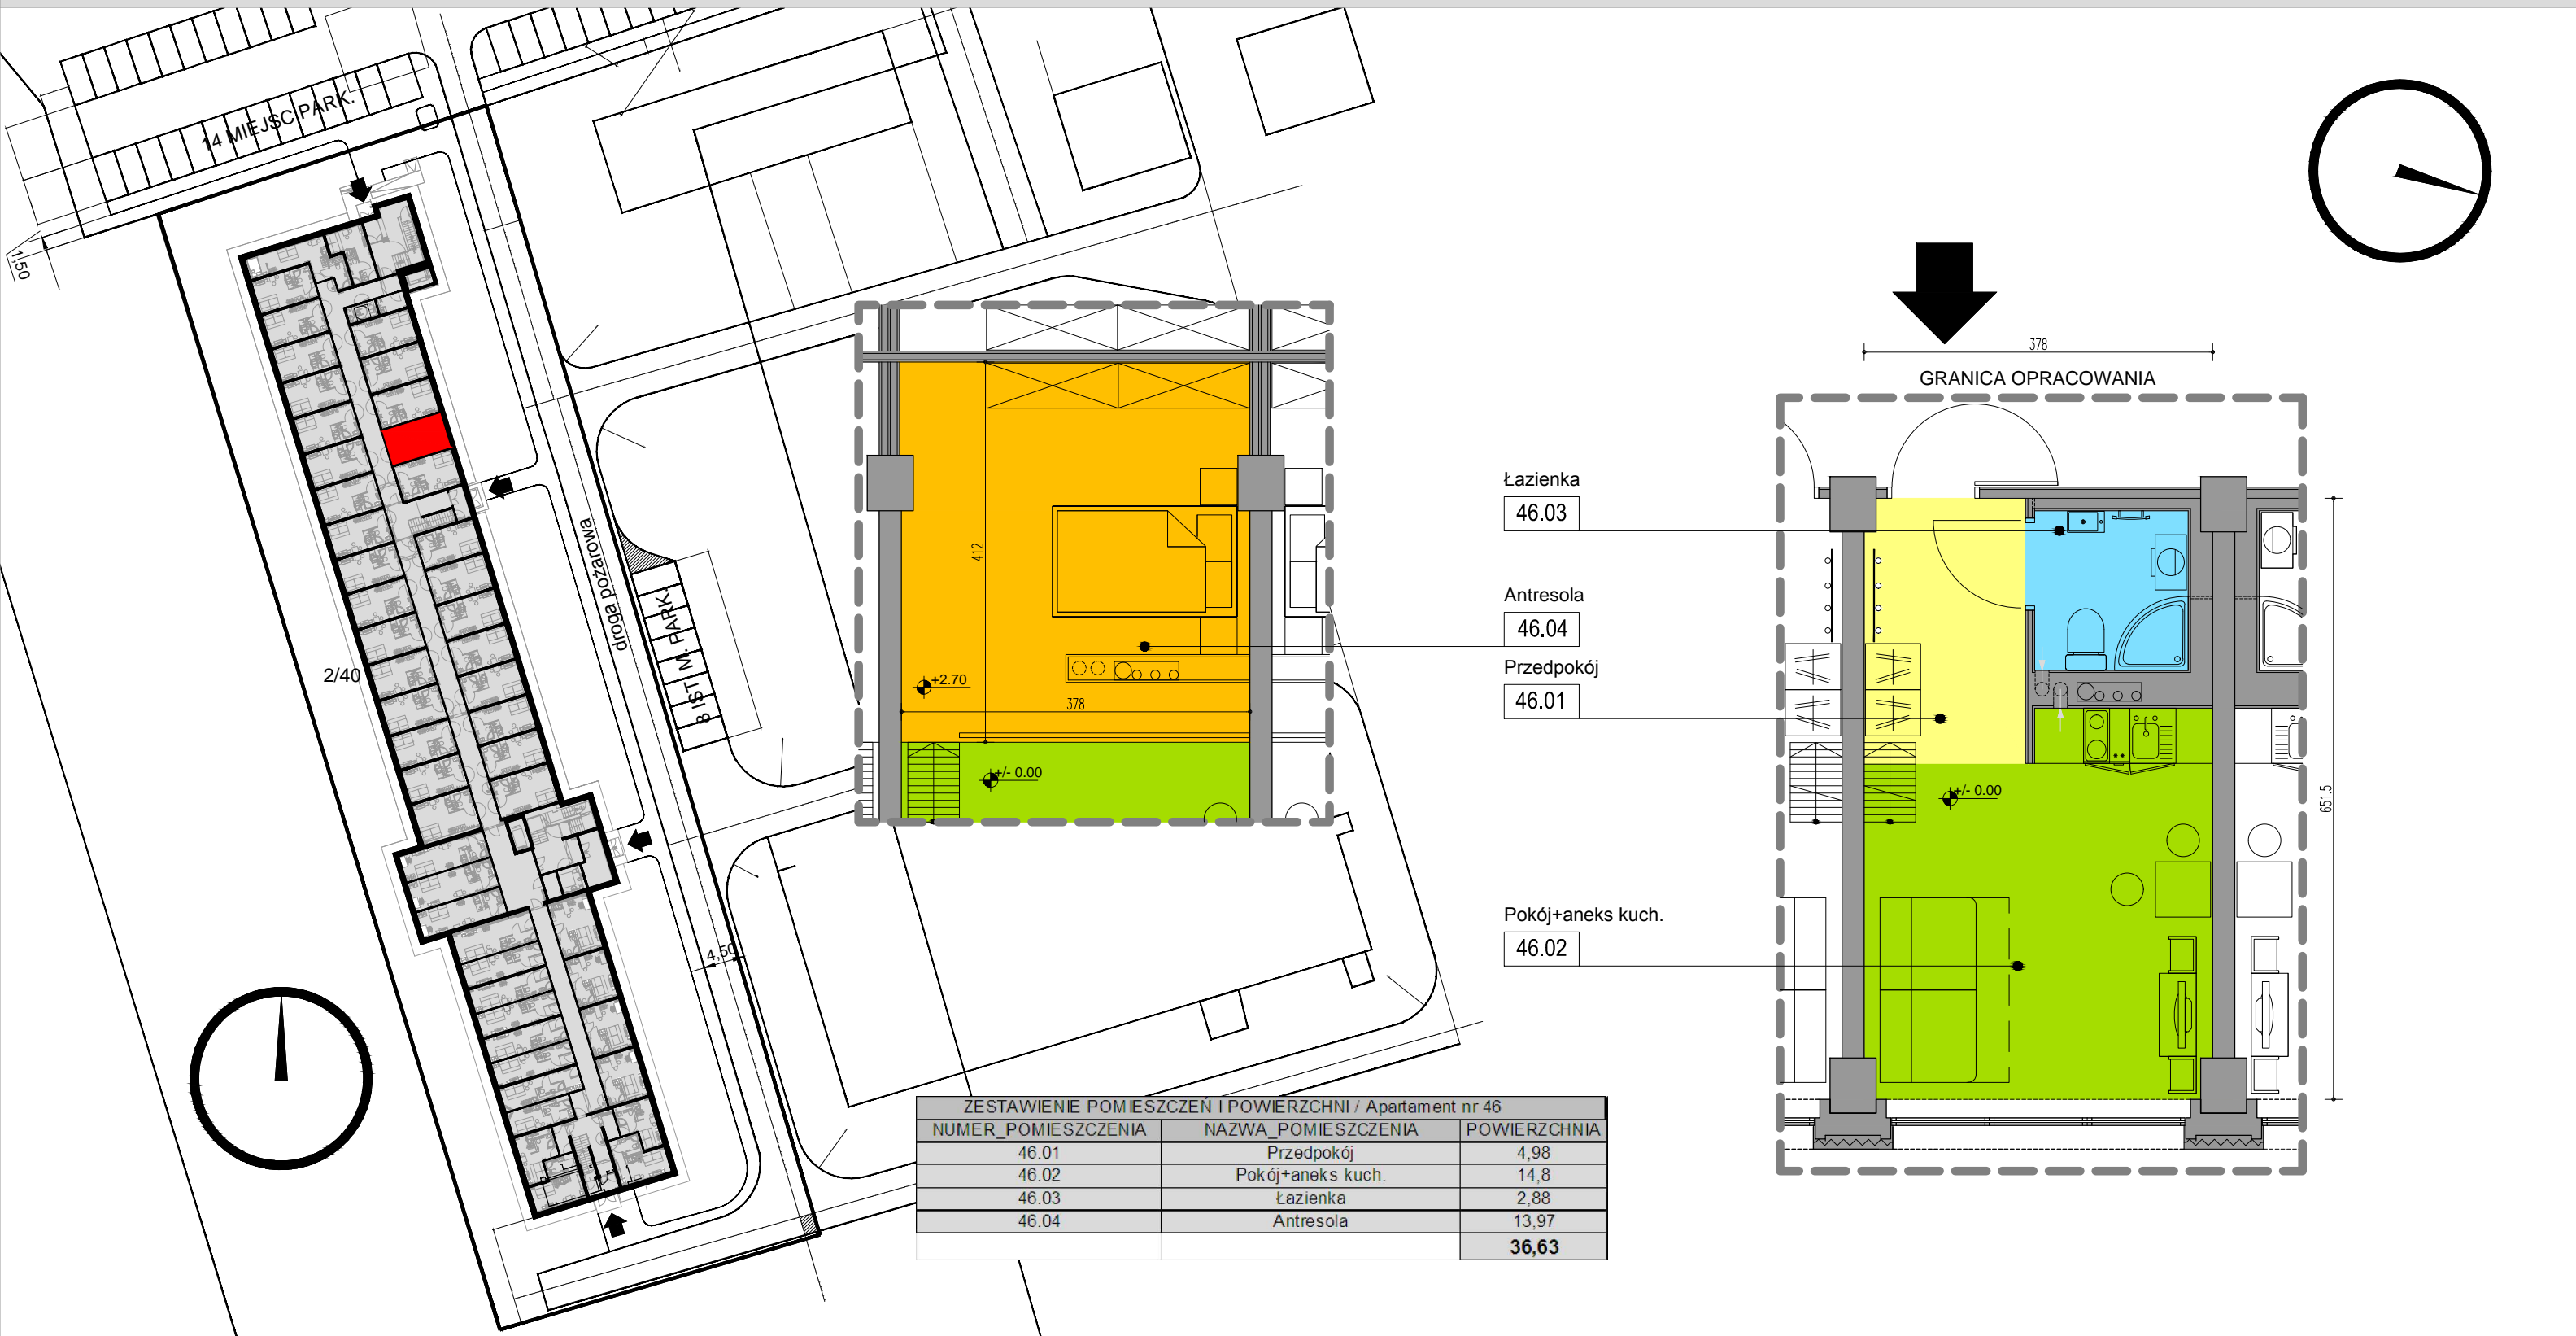 14 MIEJSC PARK.
1,50
2/40
droga pożarowa
8 IST. M. PARK.
4,50
412
+2.70
378
+/- 0.00
378
GRANICA OPRACOWANIA
Łazienka
46.03
Antresola
46.04
Przedpokój
46.01
Pokój+aneks kuch.
46.02
+/- 0.00
651.5
ZESTAWIENIE POMIESZCZEŃ I POWIERZCHNI / Apartament nr 46
NUMER_POMIESZCZENIA NAZWA_POMIESZCZENIA POWIERZCHNIA
46.01 Przedpokój 4,98
46.02 Pokój+aneks kuch. 14,8
46.03 Łazienka 2,88
46.04 Antresola 13,97
36,63